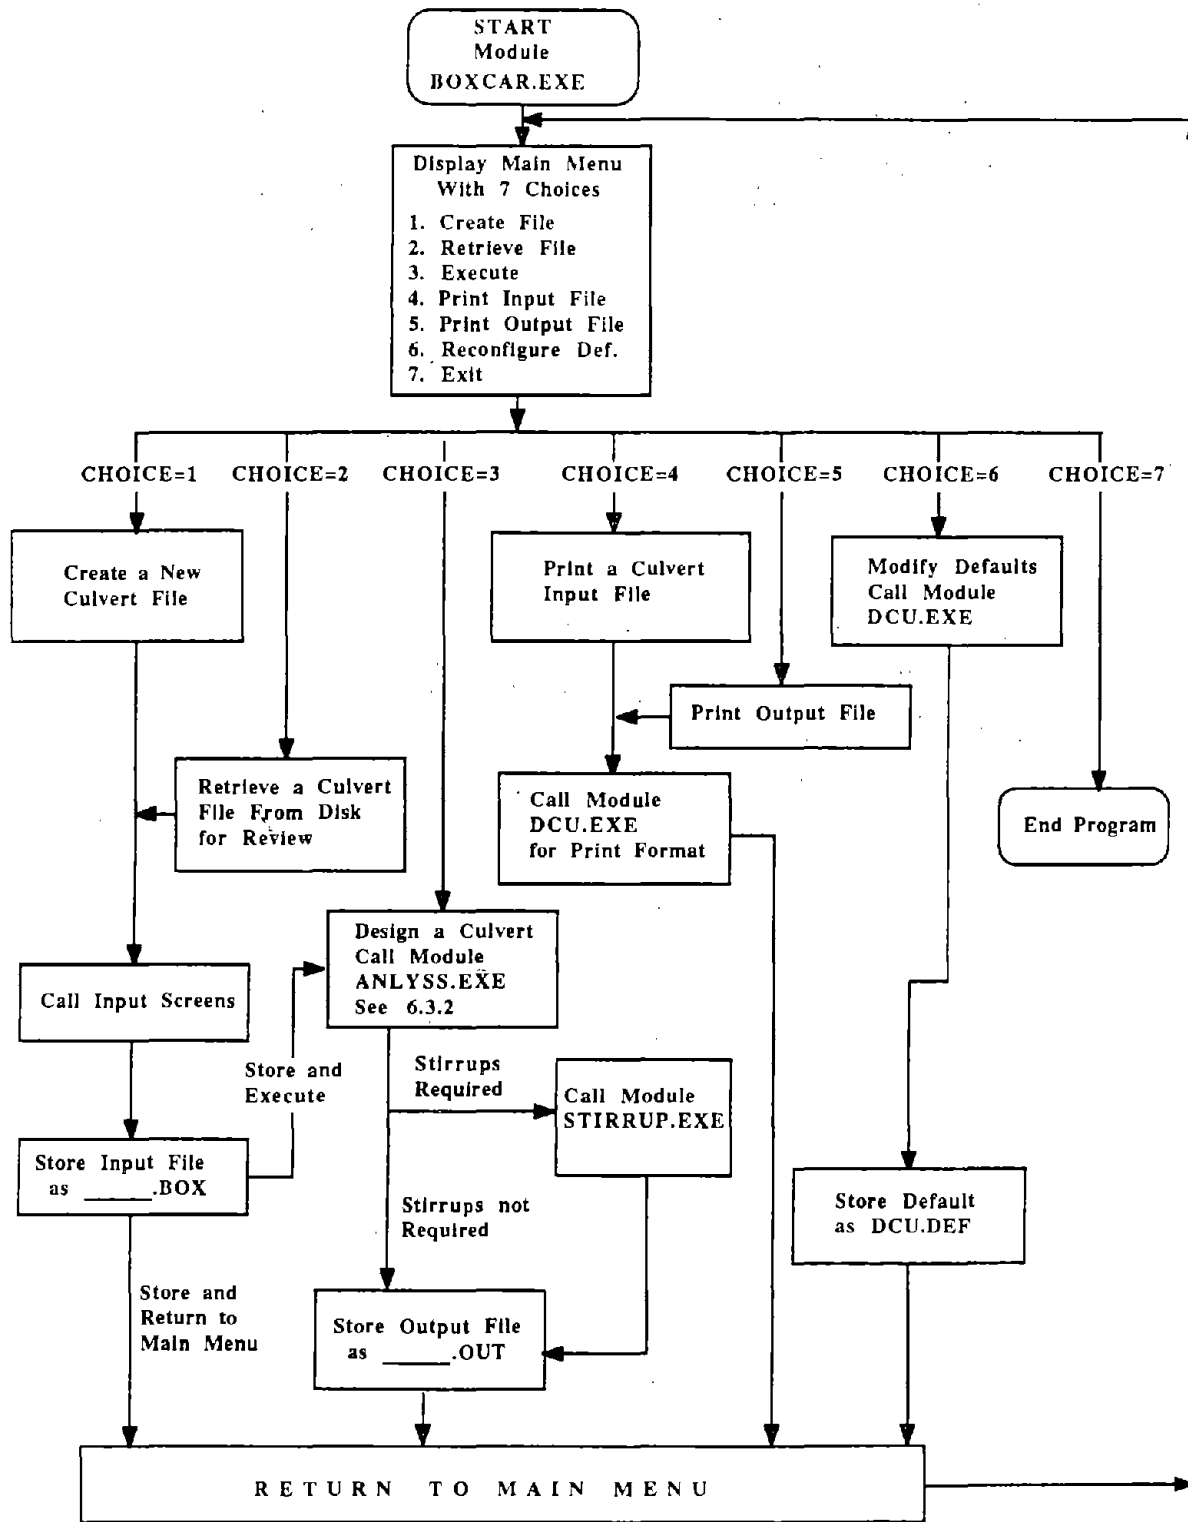 START
Module
BOXCAR.EXE
Display Main Menu
With 7 Choices
1. Create File
2. Retrieve File
3. Execute
4. Print Input File
5. Print Output File
6. Reconfigure Def.
7. Exit
CHOICE=1
CHOICE=2
CHOICE=3
CHOICE=4
CHOICE=5
CHOICE=6
CHOICE=7
Create a New
Culvert File
Print a Culvert
Input File
Modify Defaults
Call Module
DCU.EXE
Print Output File
Retrieve a Culvert
File From Disk
for Review
Call Module
DCU.EXE
for Print Format
End Program
Design a Culvert
Call Module
ANLYSS.EXE
See 6.3.2
Call Input Screens
Store and
Execute
Stirrups
Required
Call Module
STIRRUP.EXE
Store Input File
as ______.BOX
Stirrups not
Required
Store Default
as DCU.DEF
Store and
Return to
Main Menu
Store Output File
as ______.OUT
RETURN TO MAIN MENU